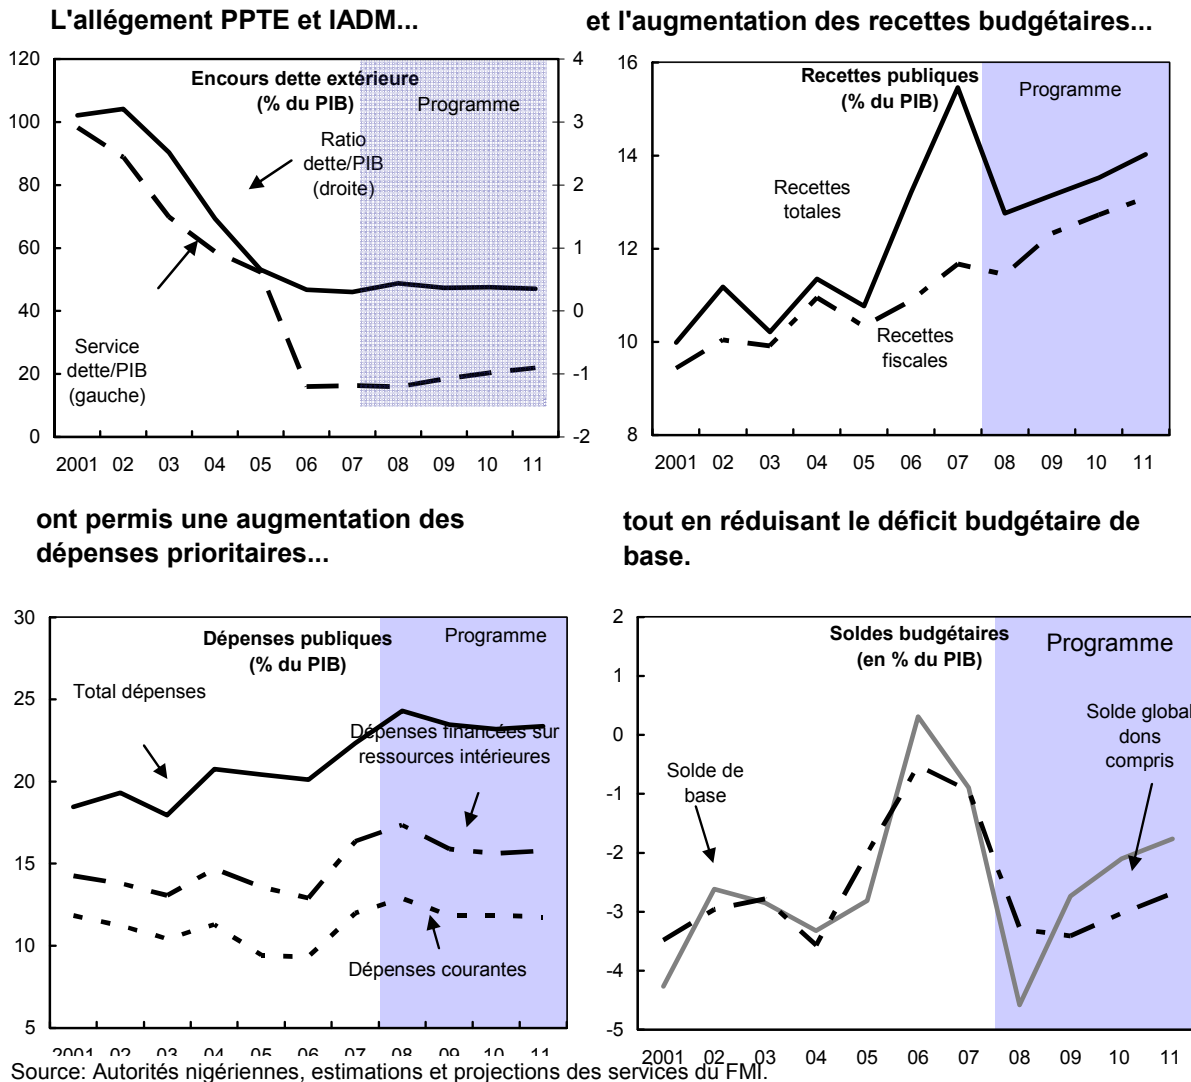 L'allégement PPTE et IADM...
et l'augmentation des recettes budgétaires...
120
100
80
60
40
20
0
4
3
2
1
0
-1
-2
Encours dette extérieure
(% du PIB)
Programme
Ratio
dette/PIB
(droite)
Service
dette/PIB
(gauche)
2001 02 03 04 05 06 07 08 09 10 11
16
14
12
10
8
Recettes publiques
(% du PIB)
Programme
Recettes
totales
Recettes
fiscales
2001 02 03 04 05 06 07 08 09 10 11
ont permis une augmentation des
dépenses prioritaires...
tout en réduisant le déficit budgétaire de
base.
30
25
20
15
10
5
Dépenses publiques
(% du PIB)
Programme
Total dépenses
Dépenses financées sur
ressources intérieures
Dépenses courantes
2001 02 03 04 05 06 07 08 09 10 11
2
1
0
-1
-2
-3
-4
-5
Soldes budgétaires
(en % du PIB)
Programme
Solde global
dons
compris
Solde de
base
2001 02 03 04 05 06 07 08 09 10 11
Source: Autorités nigériennes, estimations et projections des services du FMI.